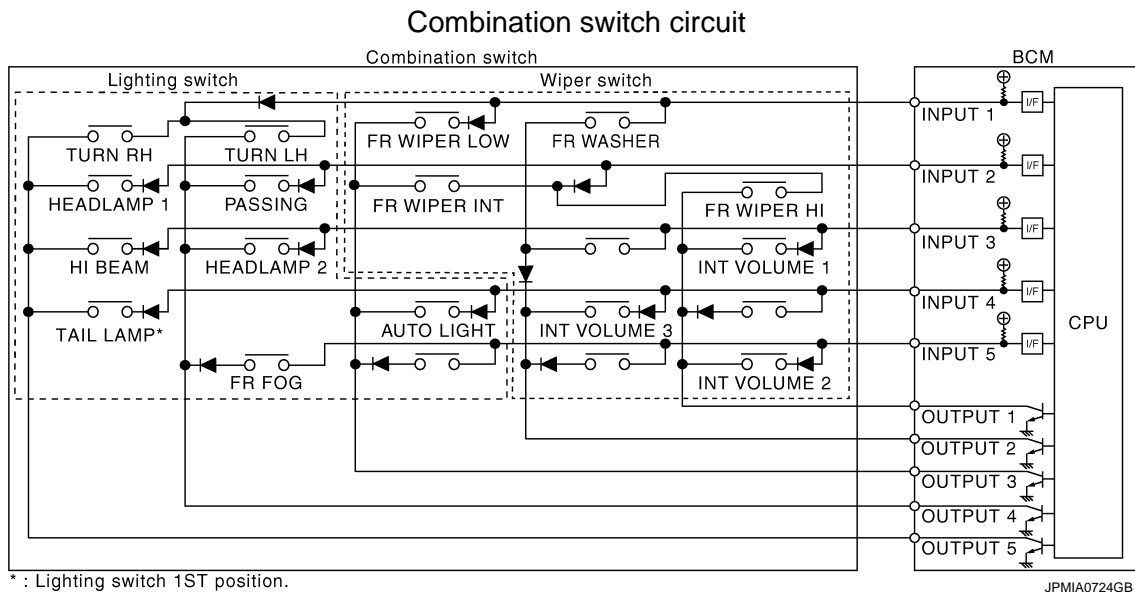 Combination switch circuit
Combination switch
BCM
Lighting switch
Wiper switch
INPUT 1
I/F
TURN RH
TURN LH
FR WIPER LOW
FR WASHER
INPUT 2
I/F
HEADLAMP 1
PASSING
FR WIPER INT
FR WIPER HI
INPUT 3
I/F
HI BEAM
HEADLAMP 2
INT VOLUME 1
INPUT 4
I/F
TAIL LAMP*
AUTO LIGHT
INT VOLUME 3
CPU
INPUT 5
I/F
FR FOG
INT VOLUME 2
OUTPUT 1
OUTPUT 2
OUTPUT 3
OUTPUT 4
OUTPUT 5
* : Lighting switch 1ST position.
JPMIA0724GB